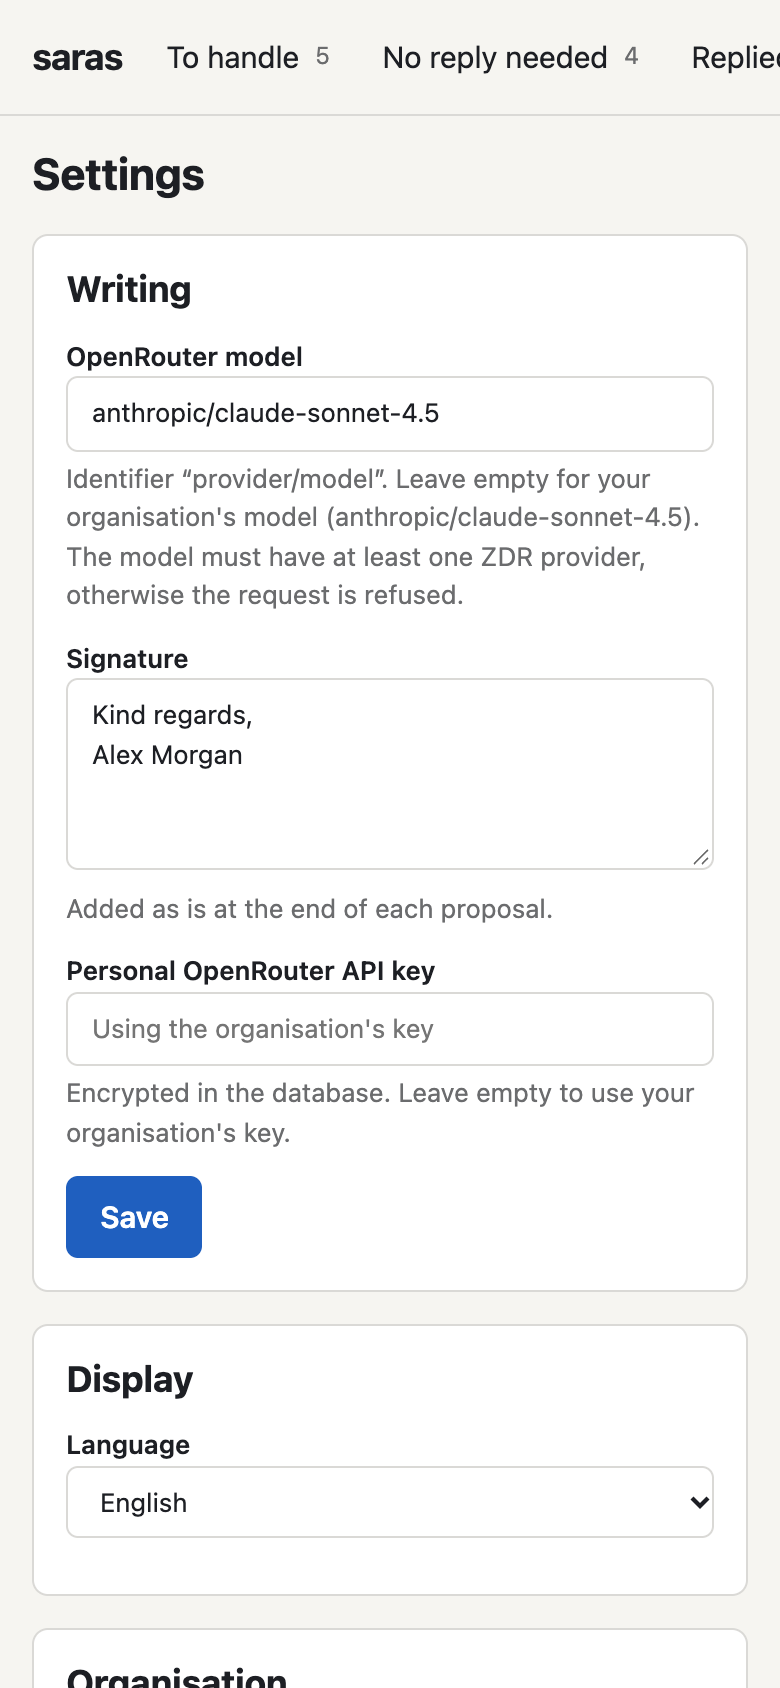 saras To handle 5 No reply needed 4 Replied
Settings
Writing
OpenRouter model
anthropic/claude-sonnet-4.5
Identifier “provider/model”. Leave empty for your
organisation's model (anthropic/claude-sonnet-4.5).
The model must have at least one ZDR provider,
otherwise the request is refused.
Signature
Kind regards,
Alex Morgan
Added as is at the end of each proposal.
Personal OpenRouter API key
Using the organisation's key
Encrypted in the database. Leave empty to use your
organisation's key.
Save
Display
Language
English
Organisation